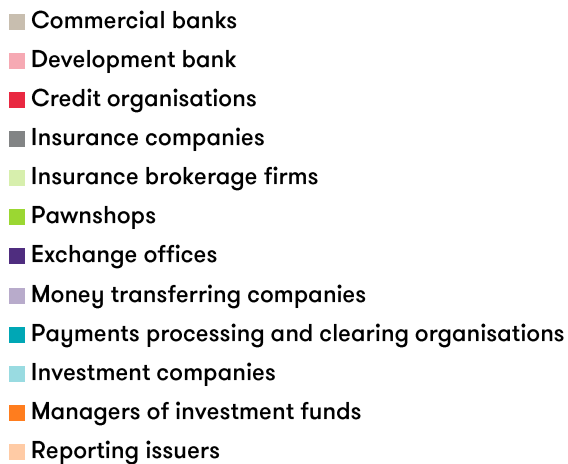 Commercial banks
Development bank
Credit organisations
Insurance companies
Insurance brokerage firms
Pawnshops
Exchange offices
Money transferring companies
Payments processing and clearing organisations
Investment companies
Managers of investment funds
Reporting issuers